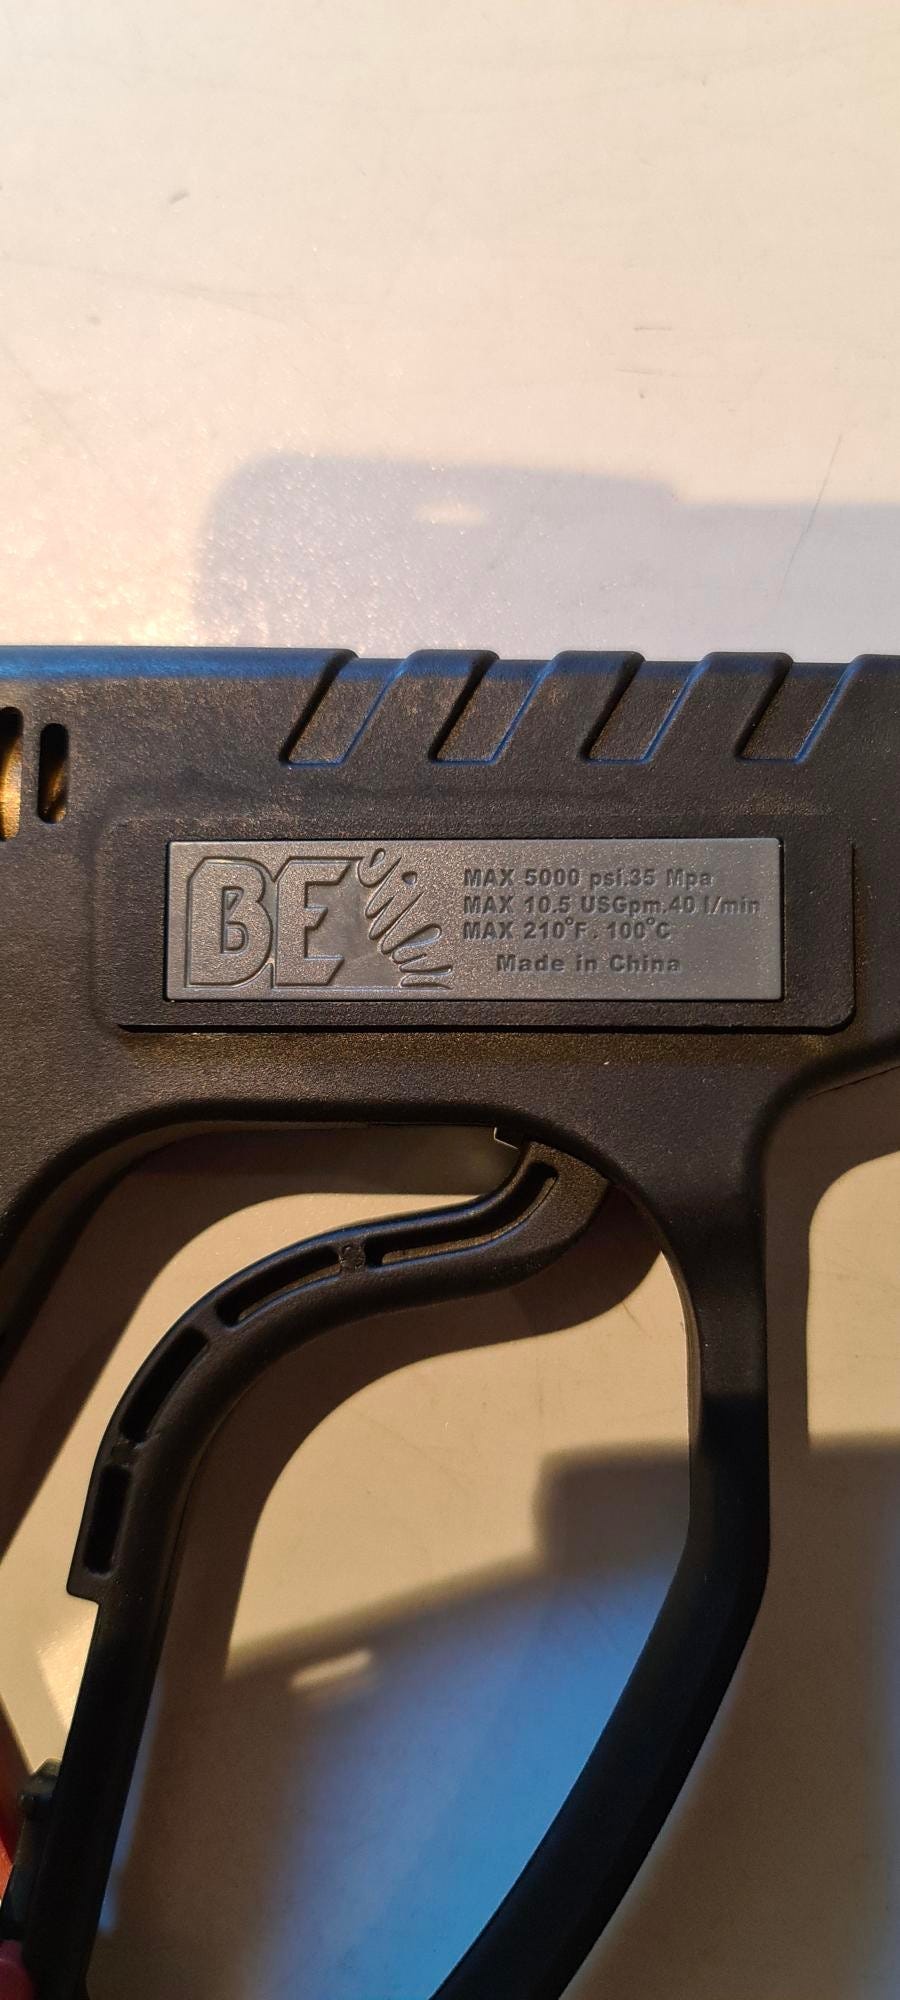 BE
MAX 5000 psi.35 Mpa
MAX 10.5 USGpm.40 l/min
MAX 210°F. 100°C
Made in China